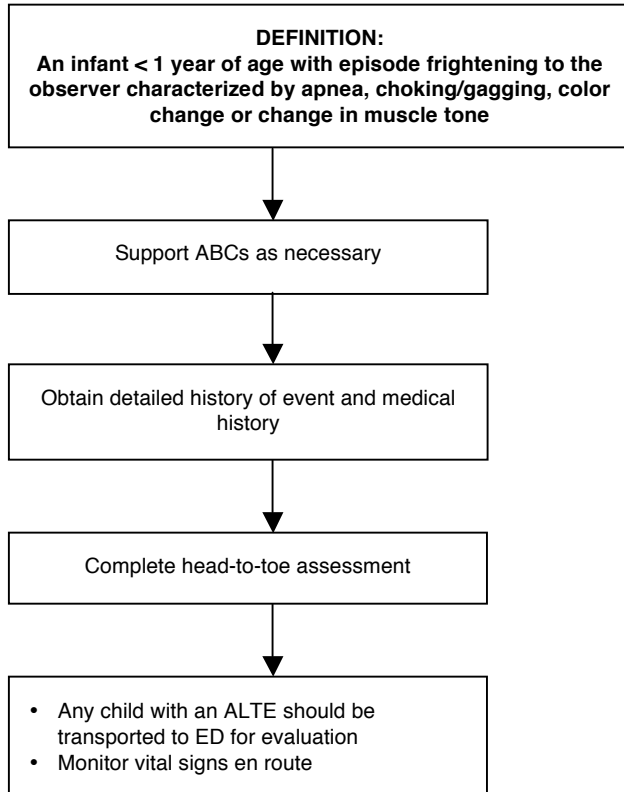 DEFINITION:
An infant < 1 year of age with episode frightening to the
observer characterized by apnea, choking/gagging, color
change or change in muscle tone
Support ABCs as necessary
Obtain detailed history of event and medical
history
Complete head-to-toe assessment
• Any child with an ALTE should be
transported to ED for evaluation
• Monitor vital signs en route